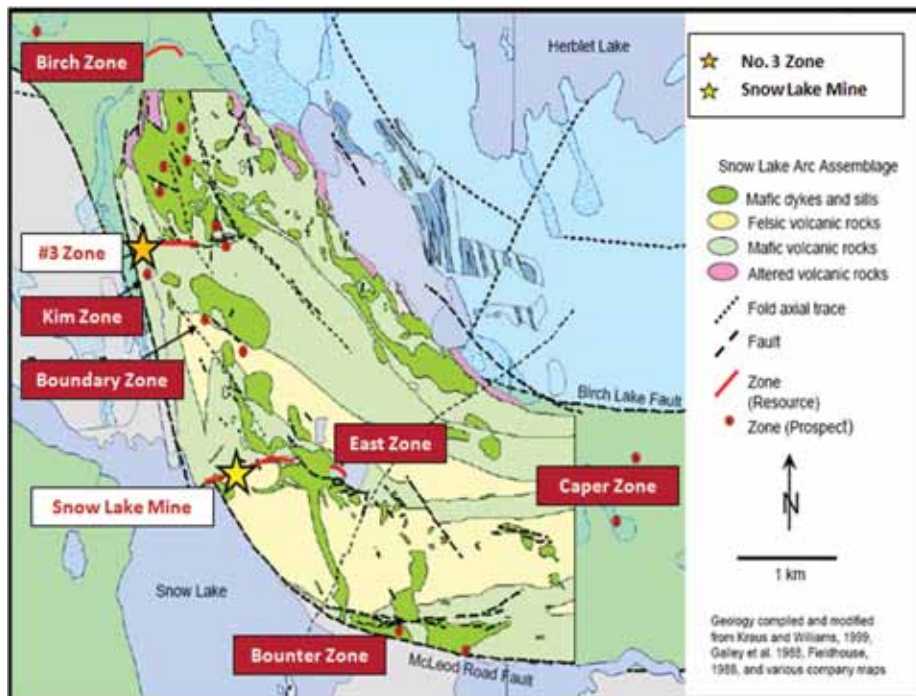 Birch Zone
Herblet Lake
#3 Zone
Kim Zone
Boundary Zone
Birch Lake Fault
East Zone
Caper Zone
Snow Lake Mine
Snow Lake
Bounter Zone
McLeod Road Fault
No. 3 Zone
Snow Lake Mine
Snow Lake Arc Assemblage
Mafic dykes and sills
Felsic volcanic rocks
Mafic volcanic rocks
Altered volcanic rocks
Fold axial trace
Fault
Zone
(Resource)
Zone (Prospect)
N
1 km
Geology compiled and modified
from Kraus and Williams, 1999,
Galley et al. 1988, Fieldhouse,
1988, and various company maps